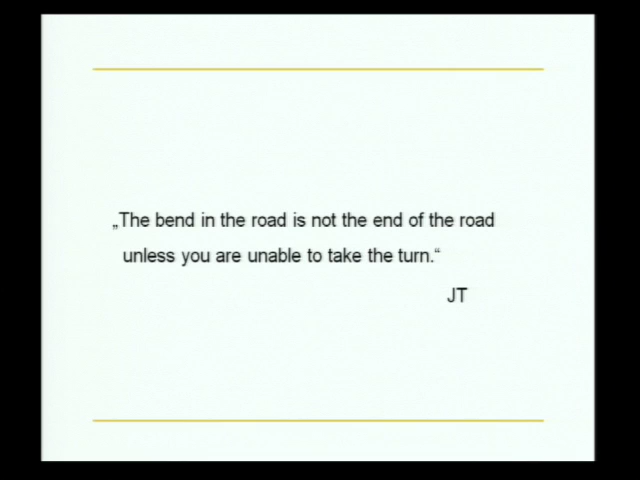 „The bend in the road is not the end of the road
unless you are unable to take the turn.“
JT